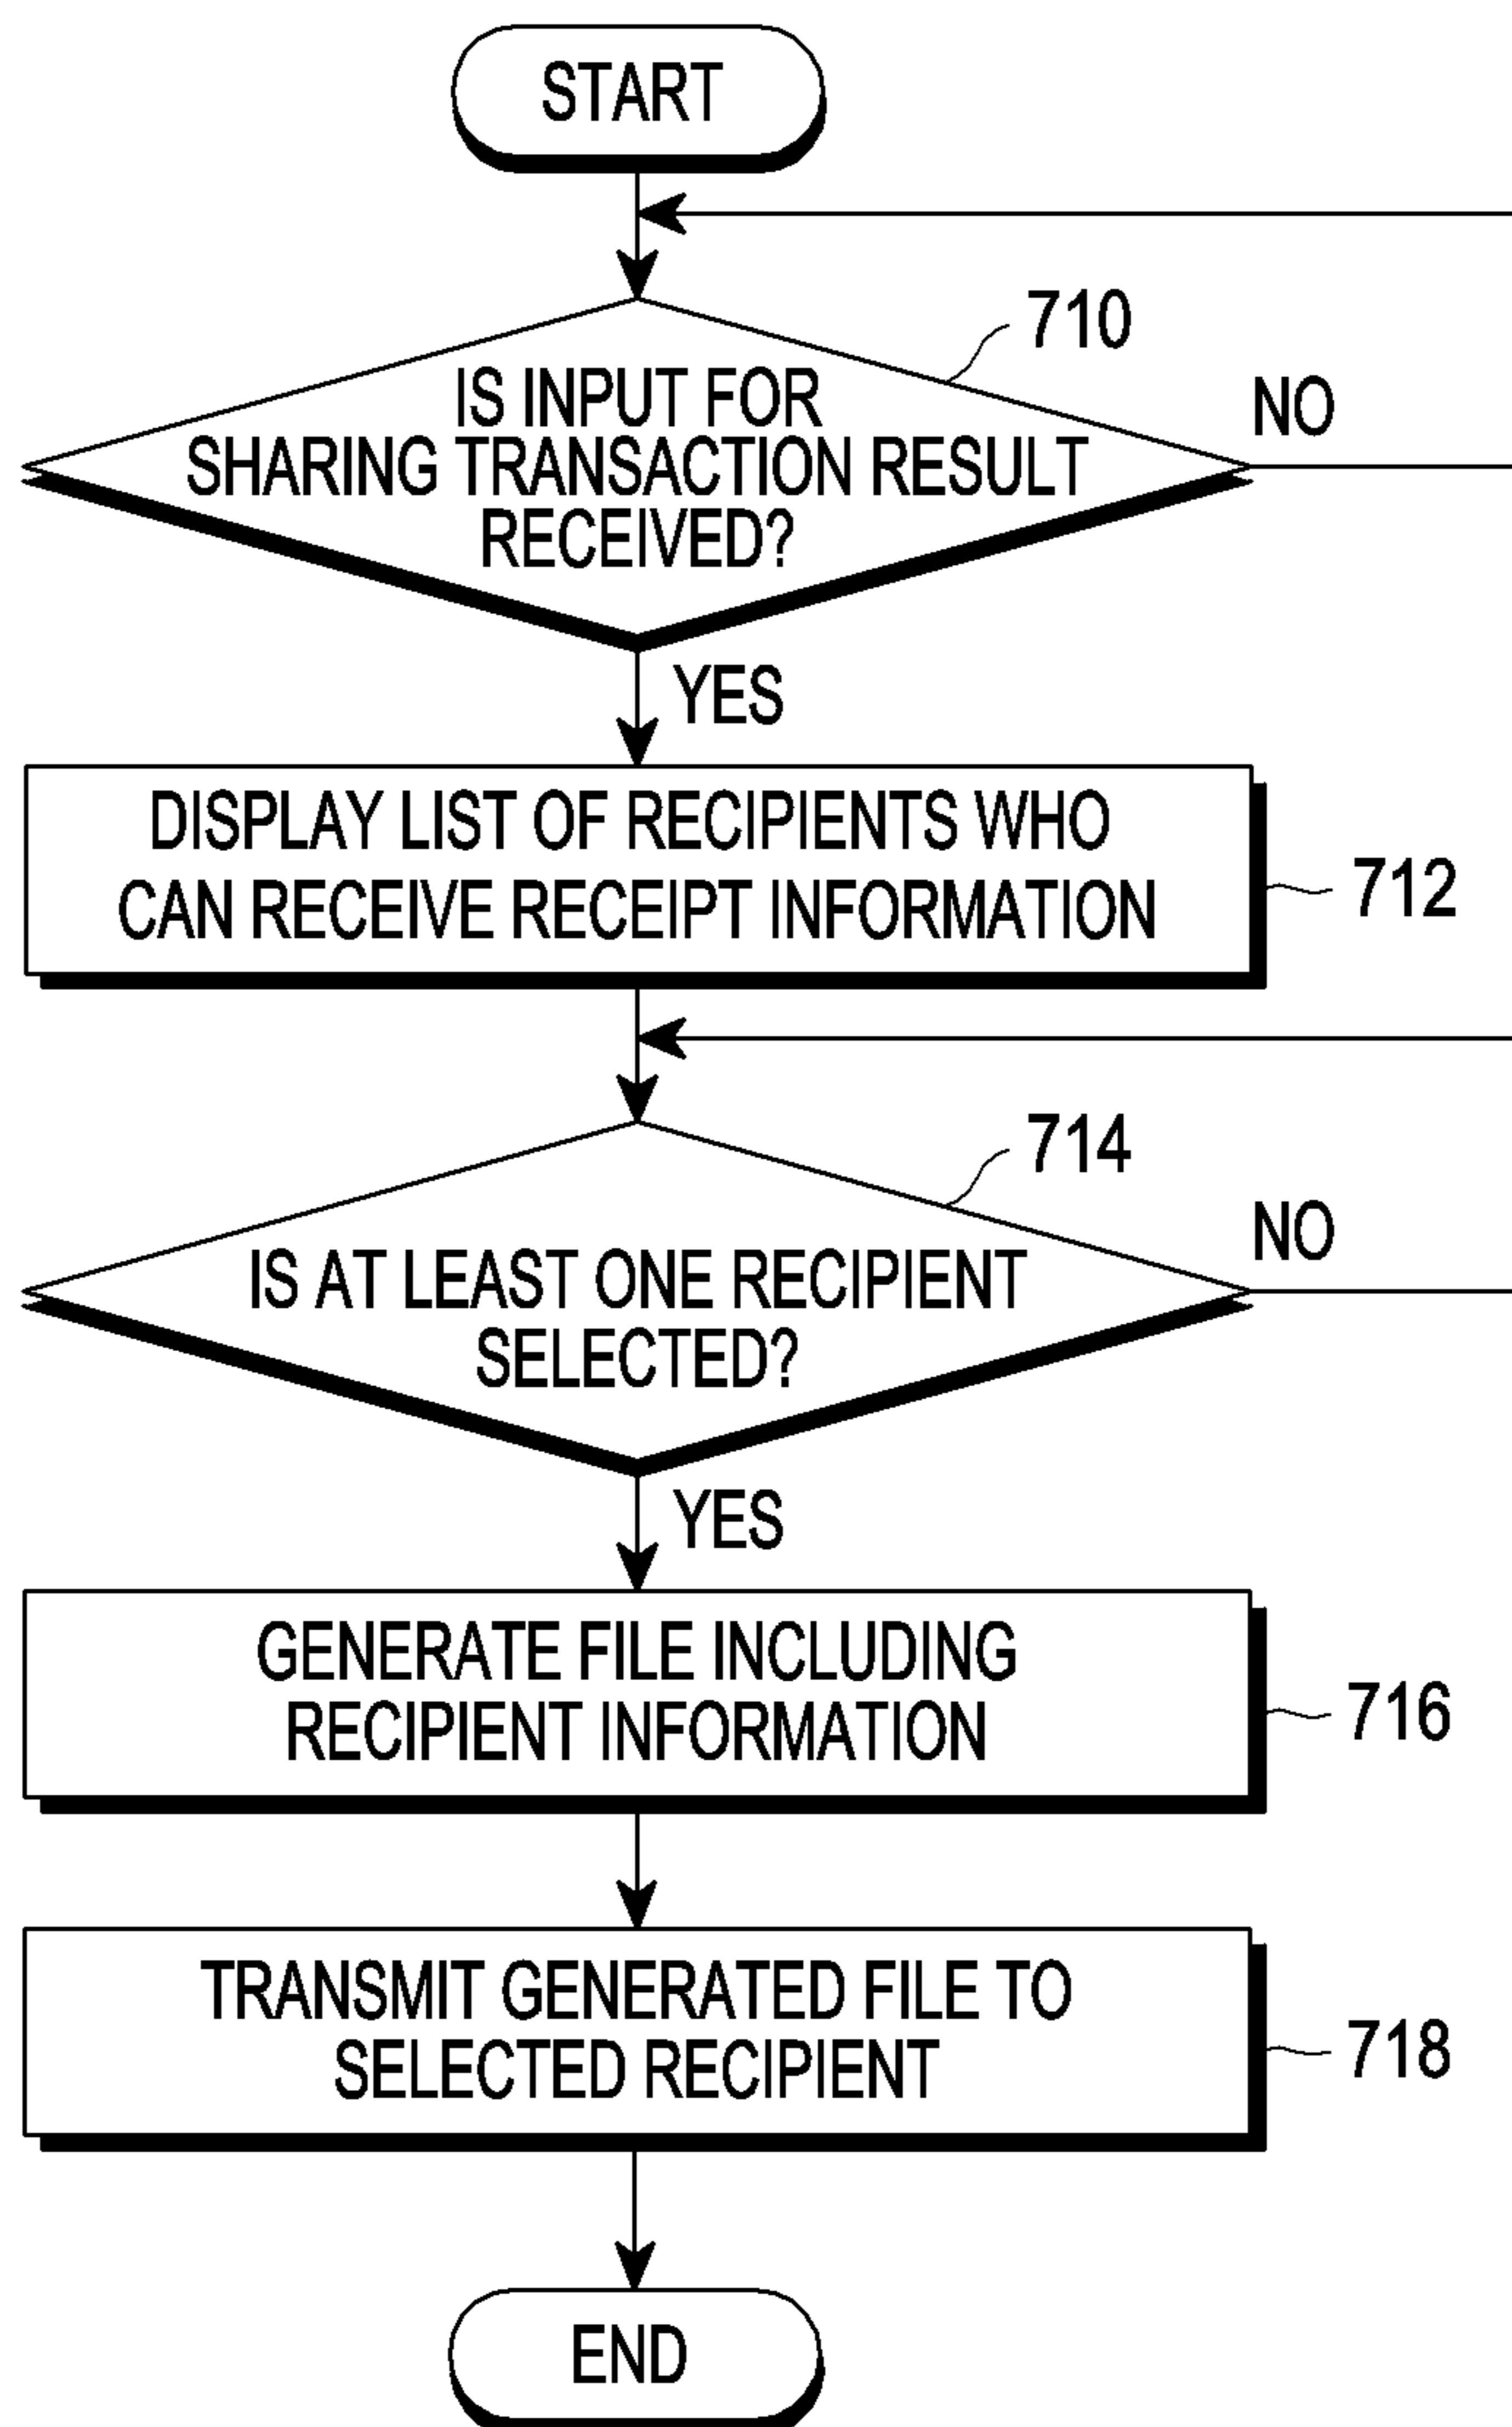 START
710
IS INPUT FOR
SHARING TRANSACTION RESULT
RECEIVED?
NO
YES
DISPLAY LIST OF RECIPIENTS WHO
CAN RECEIVE RECEIPT INFORMATION
712
714
IS AT LEAST ONE RECIPIENT
SELECTED?
NO
YES
GENERATE FILE INCLUDING
RECIPIENT INFORMATION
716
TRANSMIT GENERATED FILE TO
SELECTED RECIPIENT
718
END